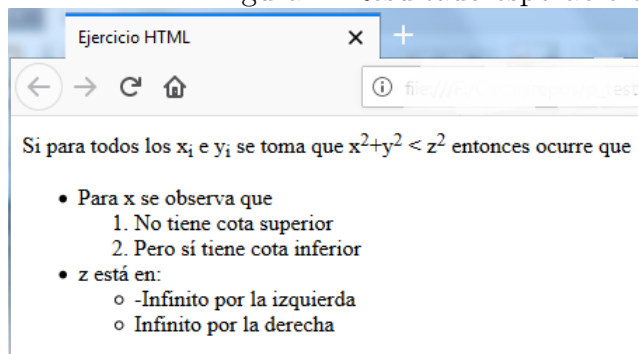 Ejercicio HTML
Si para todos los xᵢ e yᵢ se toma que x²+y² < z² entonces ocurre que
• Para x se observa que
1. No tiene cota superior
2. Pero sí tiene cota inferior
• z está en:
○ -Infinito por la izquierda
○ Infinito por la derecha